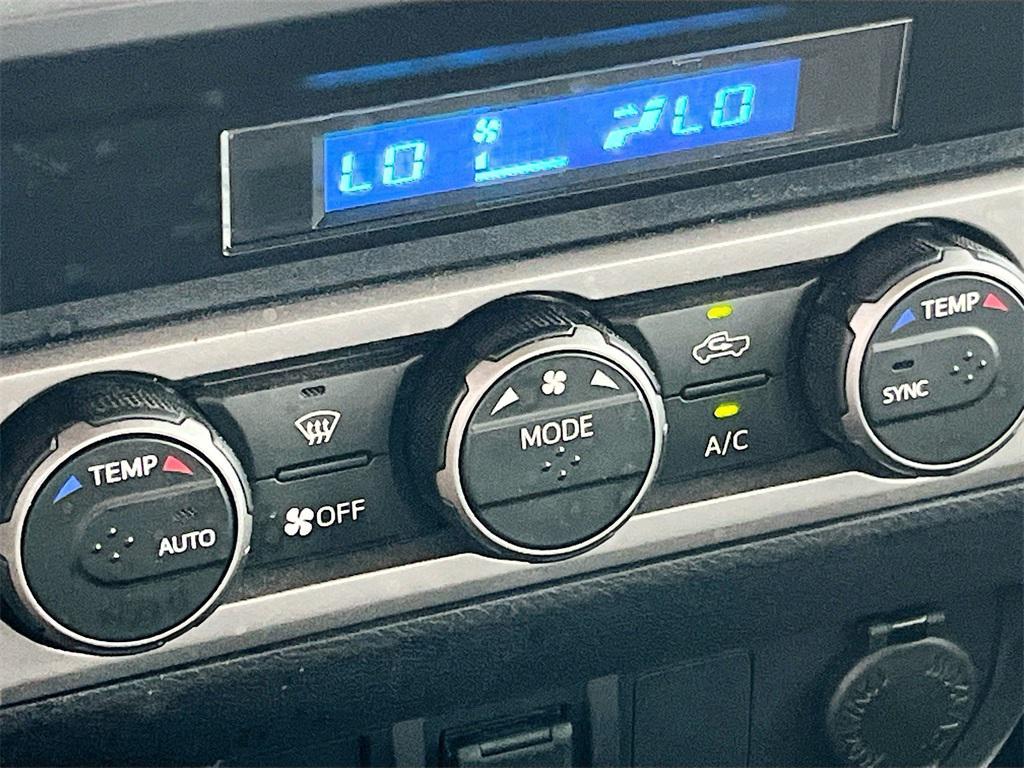 LO
LO
TEMP
SYNC
MODE
A/C
TEMP
AUTO
OFF